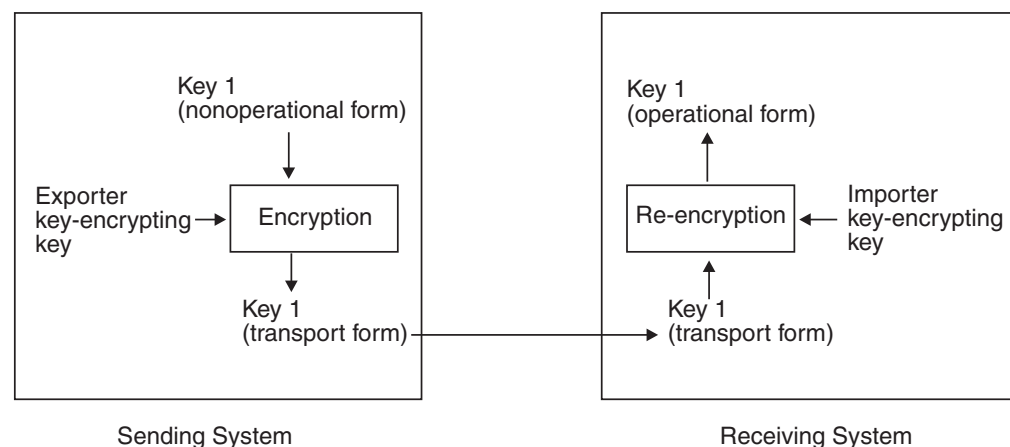 Key 1
(nonoperational form)
Exporter
key-encrypting
key
Encryption
Key 1
(transport form)
Sending System
Key 1
(operational form)
Re-encryption
Importer
key-encrypting
key
Key 1
(transport form)
Receiving System